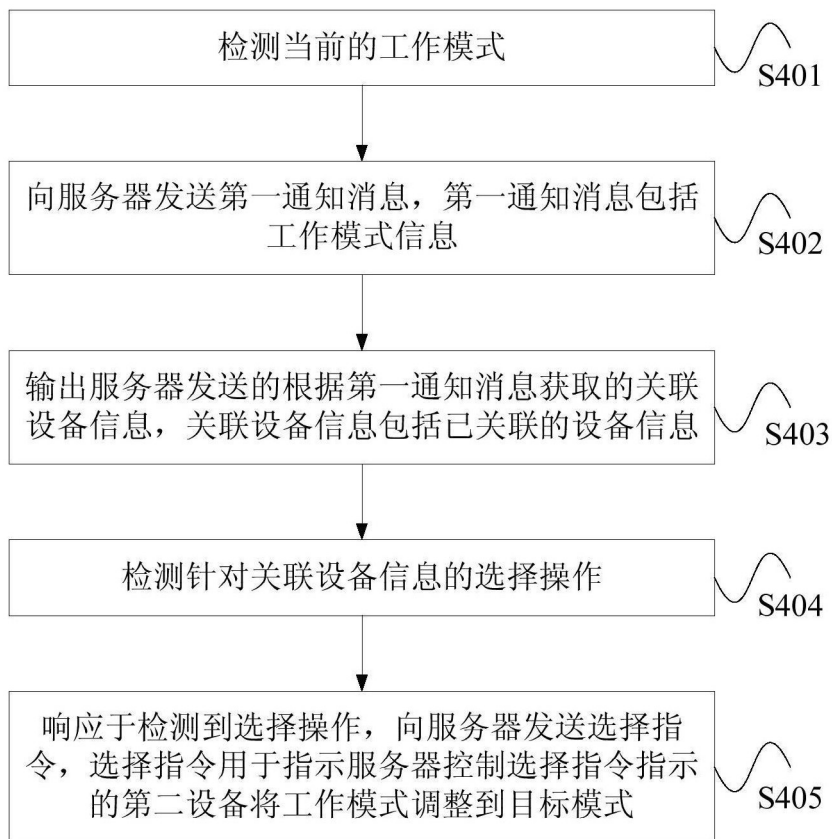 检测当前的工作模式
S401
向服务器发送第一通知消息，第一通知消息包括
工作模式信息
S402
输出服务器发送的根据第一通知消息获取的关联
设备信息，关联设备信息包括已关联的设备信息
S403
检测针对关联设备信息的选择操作
S404
响应于检测到选择操作，向服务器发送选择指
令，选择指令用于指示服务器控制选择指令指示
的第二设备将工作模式调整到目标模式
S405